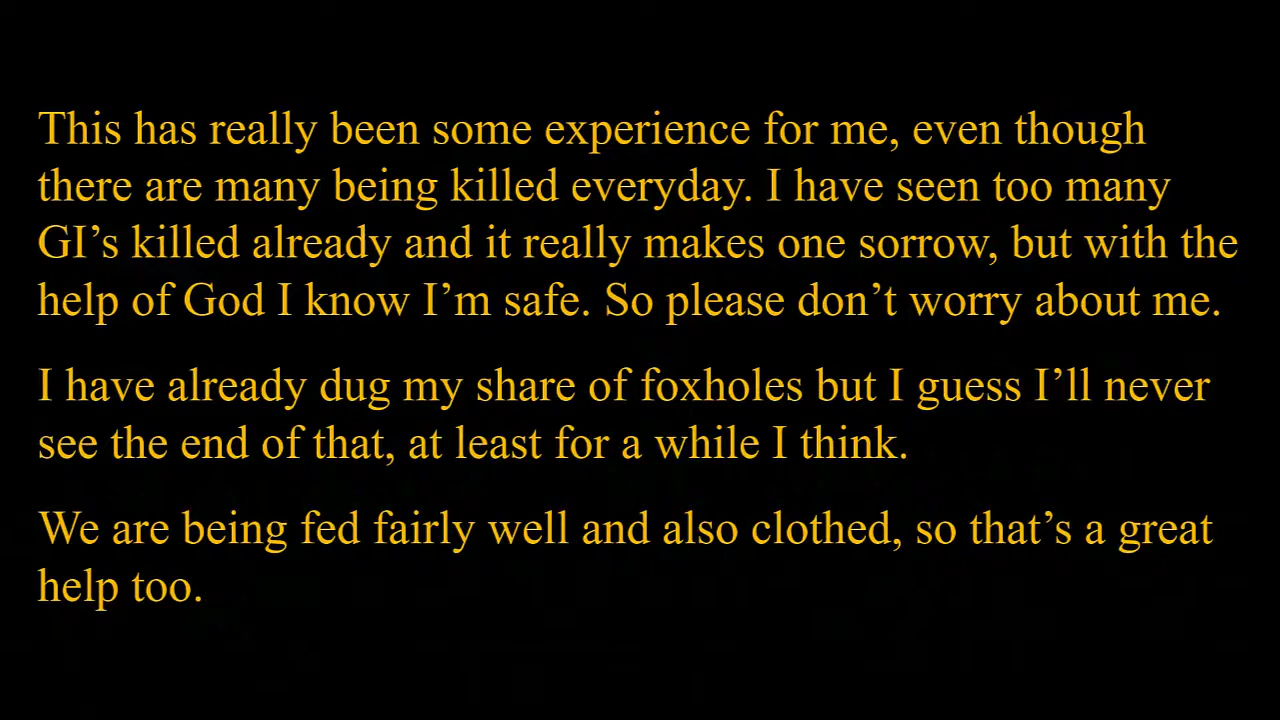 This has really been some experience for me, even though
there are many being killed everyday. I have seen too many
GI’s killed already and it really makes one sorrow, but with the
help of God I know I’m safe. So please don’t worry about me.
I have already dug my share of foxholes but I guess I’ll never
see the end of that, at least for a while I think.
We are being fed fairly well and also clothed, so that’s a great
help too.